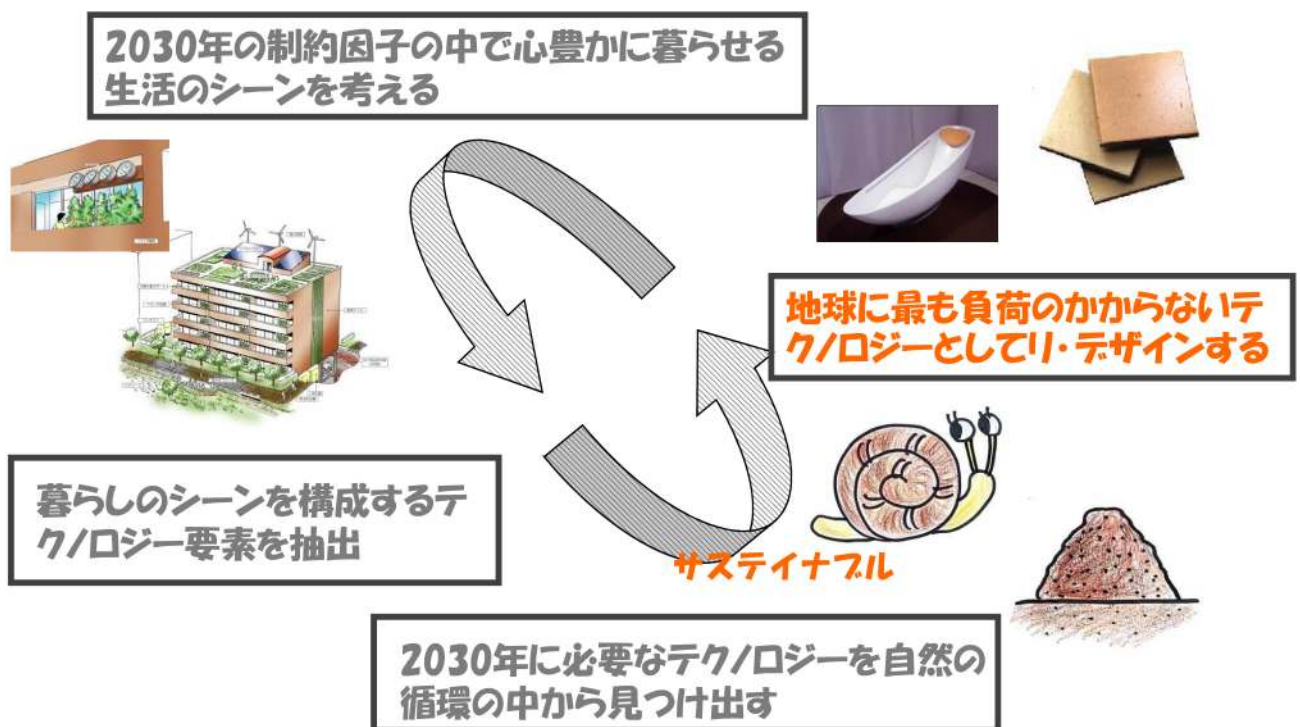 2030年の制約因子の中で心豊かに暮らせる
生活のシーンを考える
地球に最も負荷のかからないテ
クノロジーとしてリ・デザインする
暮らしのシーンを構成するテ
クノロジー要素を抽出
サステイナブル
2030年に必要なテクノロジーを自然の
循環の中から見つけ出す